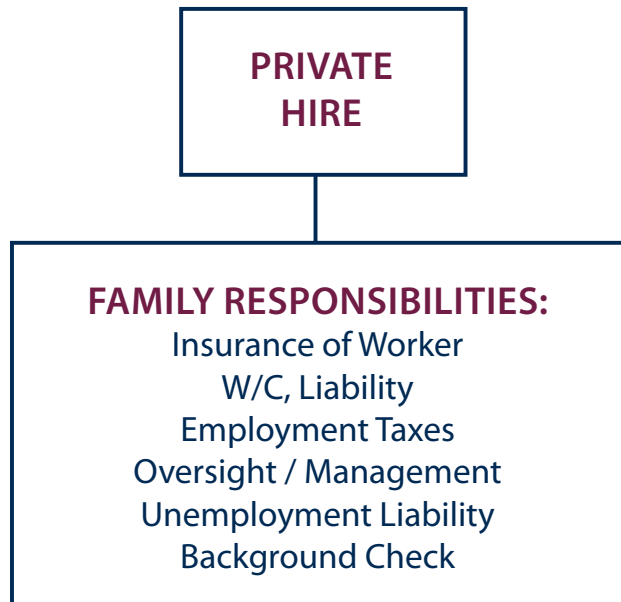 PRIVATE
HIRE
FAMILY RESPONSIBILITIES:
Insurance of Worker
W/C, Liability
Employment Taxes
Oversight / Management
Unemployment Liability
Background Check